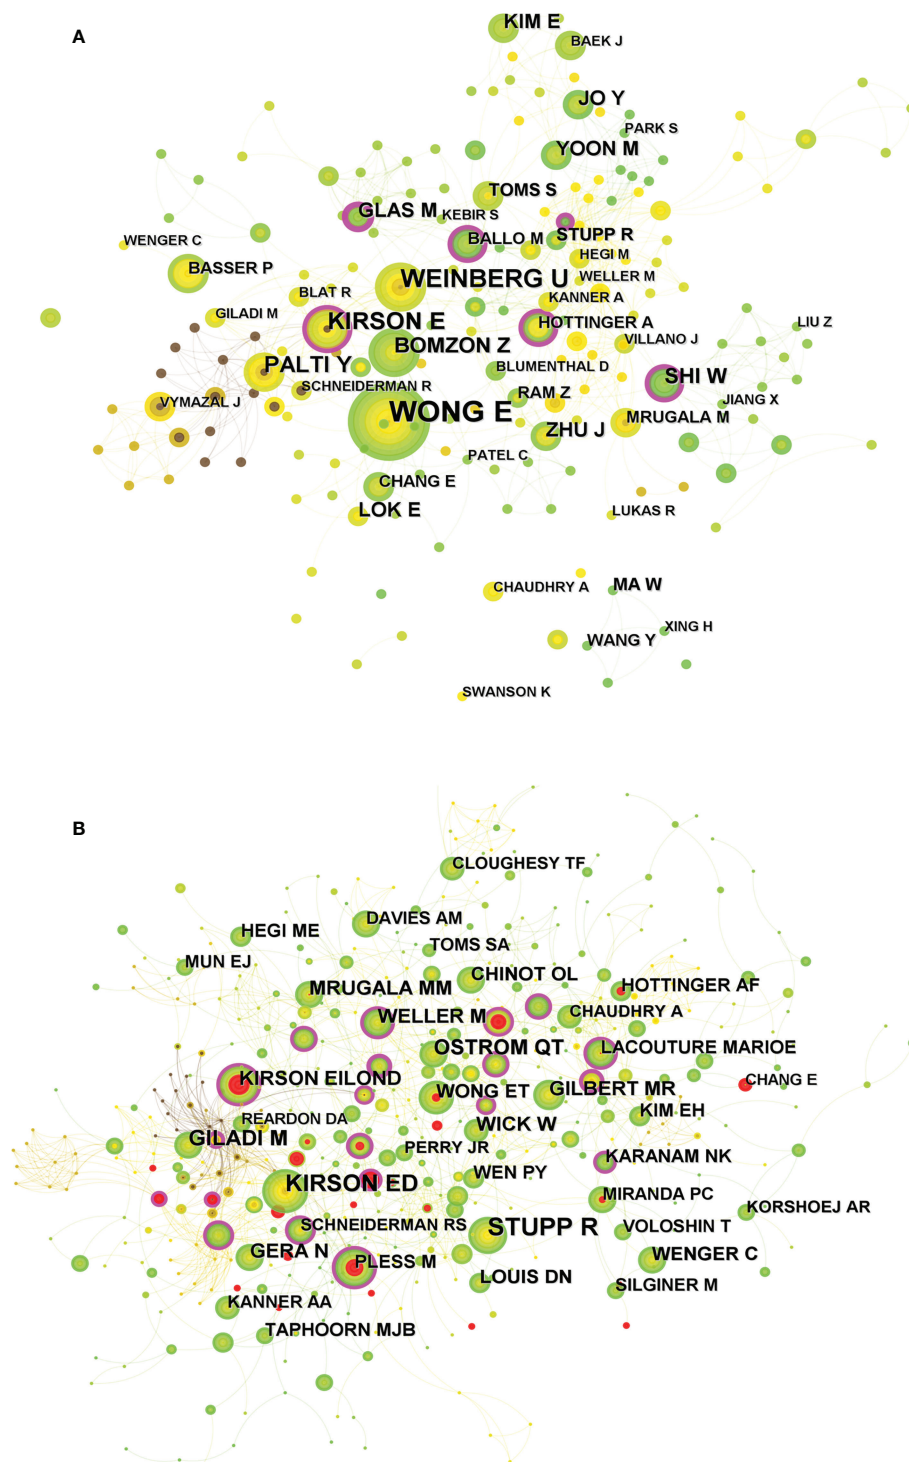 A
KIM E
BAEK J
JO Y
PARK S
YOON M
TOMS S
GLAS M
KEBIR S
STUPP R
WENGER C
BALLO M
HEGI M
BASSER P
WEINBERG U
WELLER M
BLAT R
KANNER A
GILADI M
KIRSON E
HOTTINGER A
LIU Z
BOMZON Z
VILLANO J
PALTI Y
BLUMENTHAL D
SHI W
SCHNEIDERMAN R
RAM Z
JIANG X
VYMAZAL J
WONG E
MRUGALA M
ZHU J
PATEL C
CHANG E
LOK E
LUKAS R
CHAUDHRY A
MA W
XING H
WANG Y
SWANSON K
B
CLOUGHESY TF
DAVIES AM
HEGI ME
TOMS SA
MUN EJ
CHINOT OL
MRUGALA MM
HOTTINGER AF
WELLER M
CHAUDHRY A
OSTROM QT
LACOUTURE MARIOE
KIRSON EILOND
CHANG E
WONG ET
GILBERT MR
REARDON DA
KIM EH
GILADI M
WICK W
PERRY JR
KARANAM NK
WEN PY
KIRSON ED
MIRANDA PC
KORSHOEJ AR
SCHNEIDERMAN RS
STUPP R
VOLOSHIN T
GERA N
PLESS M
WENGER C
LOUIS DN
SILGINER M
KANNER AA
TAPHOORN MJB